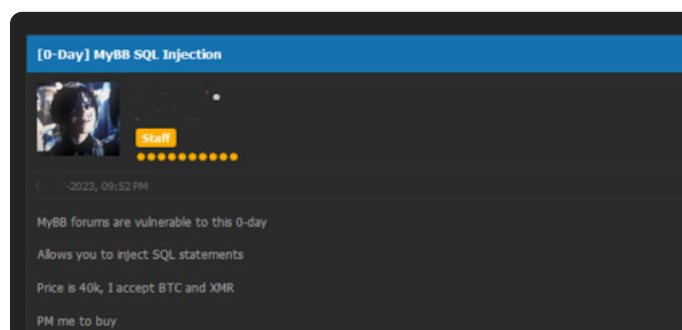 [0-Day] MyBB SQL Injection
Staff
-2023, 09:52 PM
MyBB forums are vulnerable to this 0-day
Allows you to inject SQL statements
Price is 40k, I accept BTC and XMR
PM me to buy